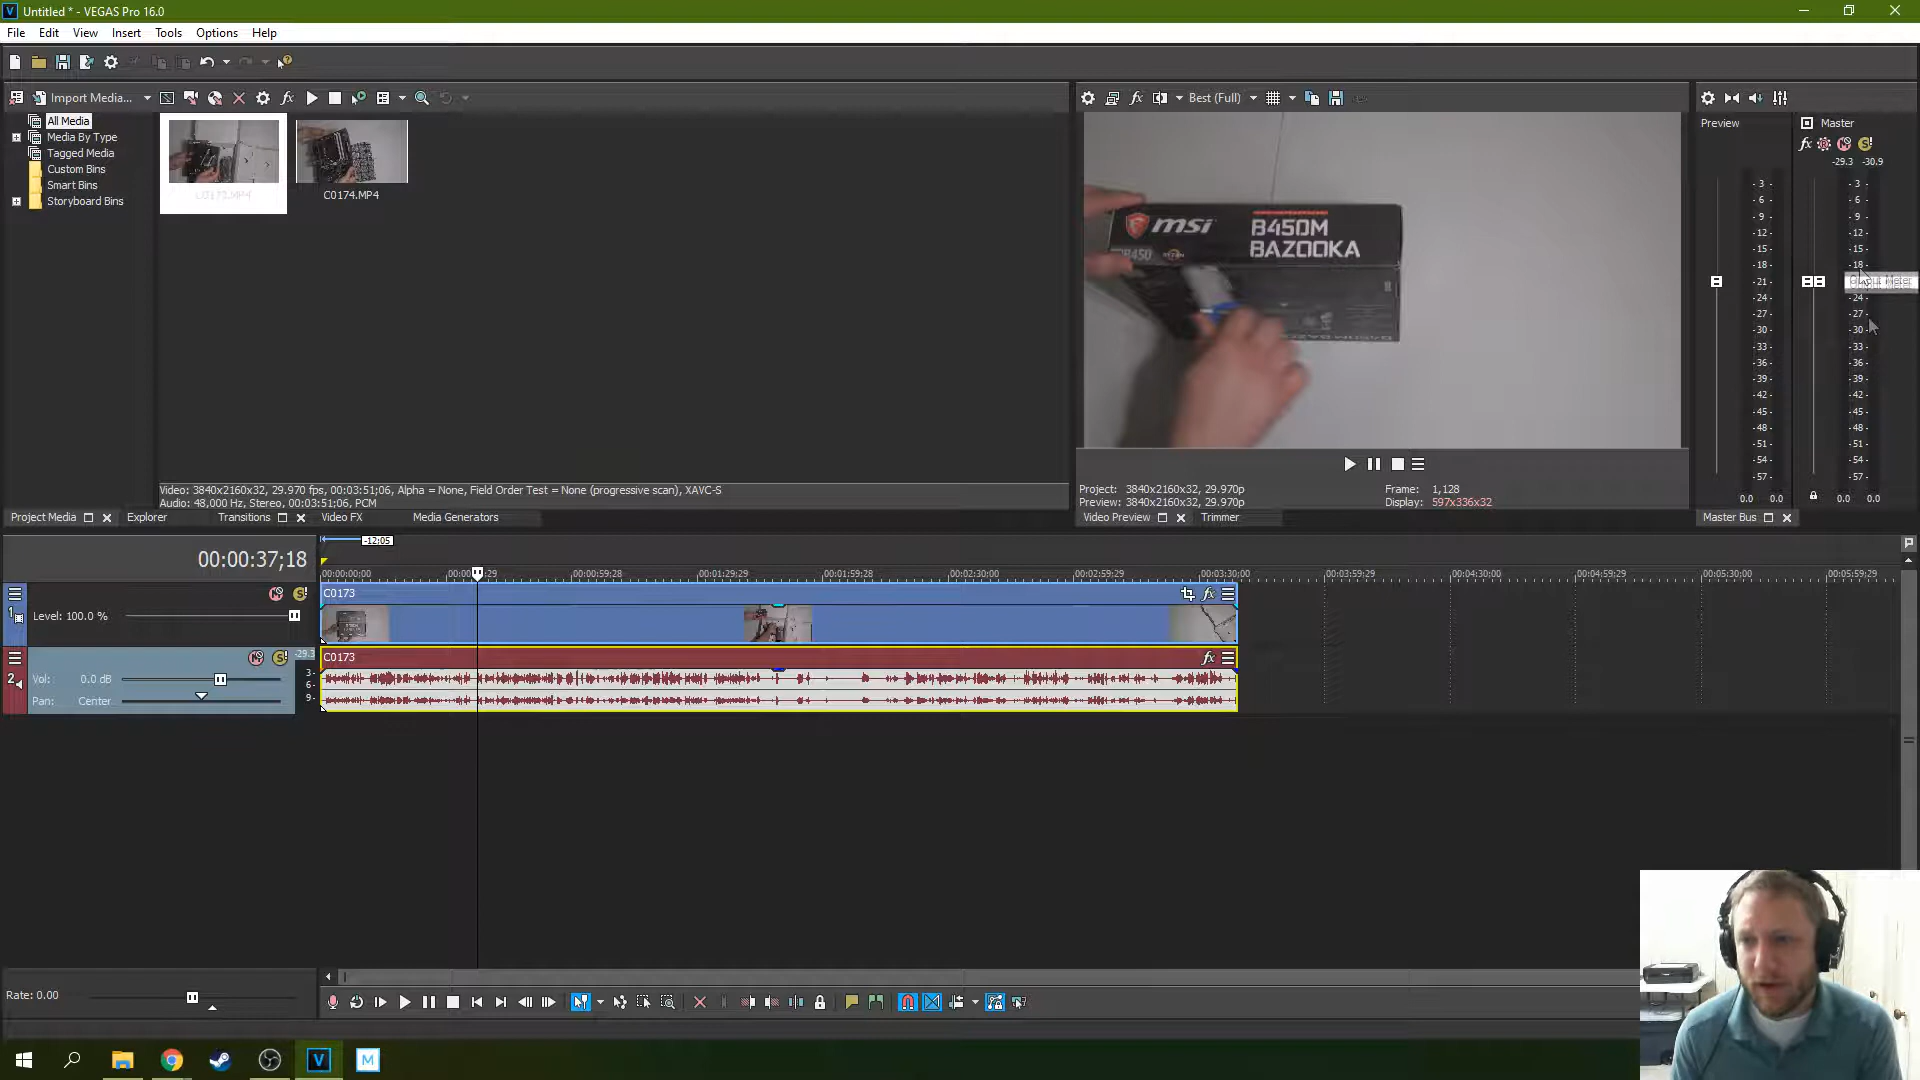 Untitled * - VEGAS Pro 16.0
File Edit View Insert Tools Options Help
Import Media...
Best (Full)
All Media
Media By Type
Tagged Media
Custom Bins
Smart Bins
Storyboard Bins
C0173.MP4
C0174.MP4
msi
B450M
BAZOOKA
Preview
Master
-29.3 -30.9
-3-
-6-
-9-
-12-
-15-
-18-
-21-
-24-
-27-
-30-
-33-
-36-
-39-
-42-
-45-
-48-
-51-
-54-
-57-
0.0 0.0
-3-
-6-
-9-
-12-
-15-
-18-
-24-
-27-
-30-
-33-
-36-
-39-
-42-
-45-
-48-
-51-
-54-
-57-
0.0 0.0
Video: 3840x2160x32, 29.970 fps, 00:03:51;06, Alpha = None, Field Order Test = None (progressive scan), XAVC-S
Audio: 48,000 Hz, Stereo, 00:03:51;06, PCM
Project: 3840x2160x32, 29.970p
Preview: 3840x2160x32, 29.970p
Frame: 1,128
Display: 597x336x32
Project Media
Explorer
Transitions
Video FX
Media Generators
Video Preview
Trimmer
Master Bus
-12:05
00:00:37;18
00:00:00;00
00:00:59;28
00:01:29;29
00:01:59;28
00:02:30;00
00:02:59;29
00:03:30;00
00:03:59;29
00:04:30;00
00:04:59;29
00:05:30;00
00:05:59;29
1
Level: 100.0 %
C0173
2
-29.3
Vol: 0.0 dB
Pan: Center
3-
6-
9-
C0173
Rate: 0.00